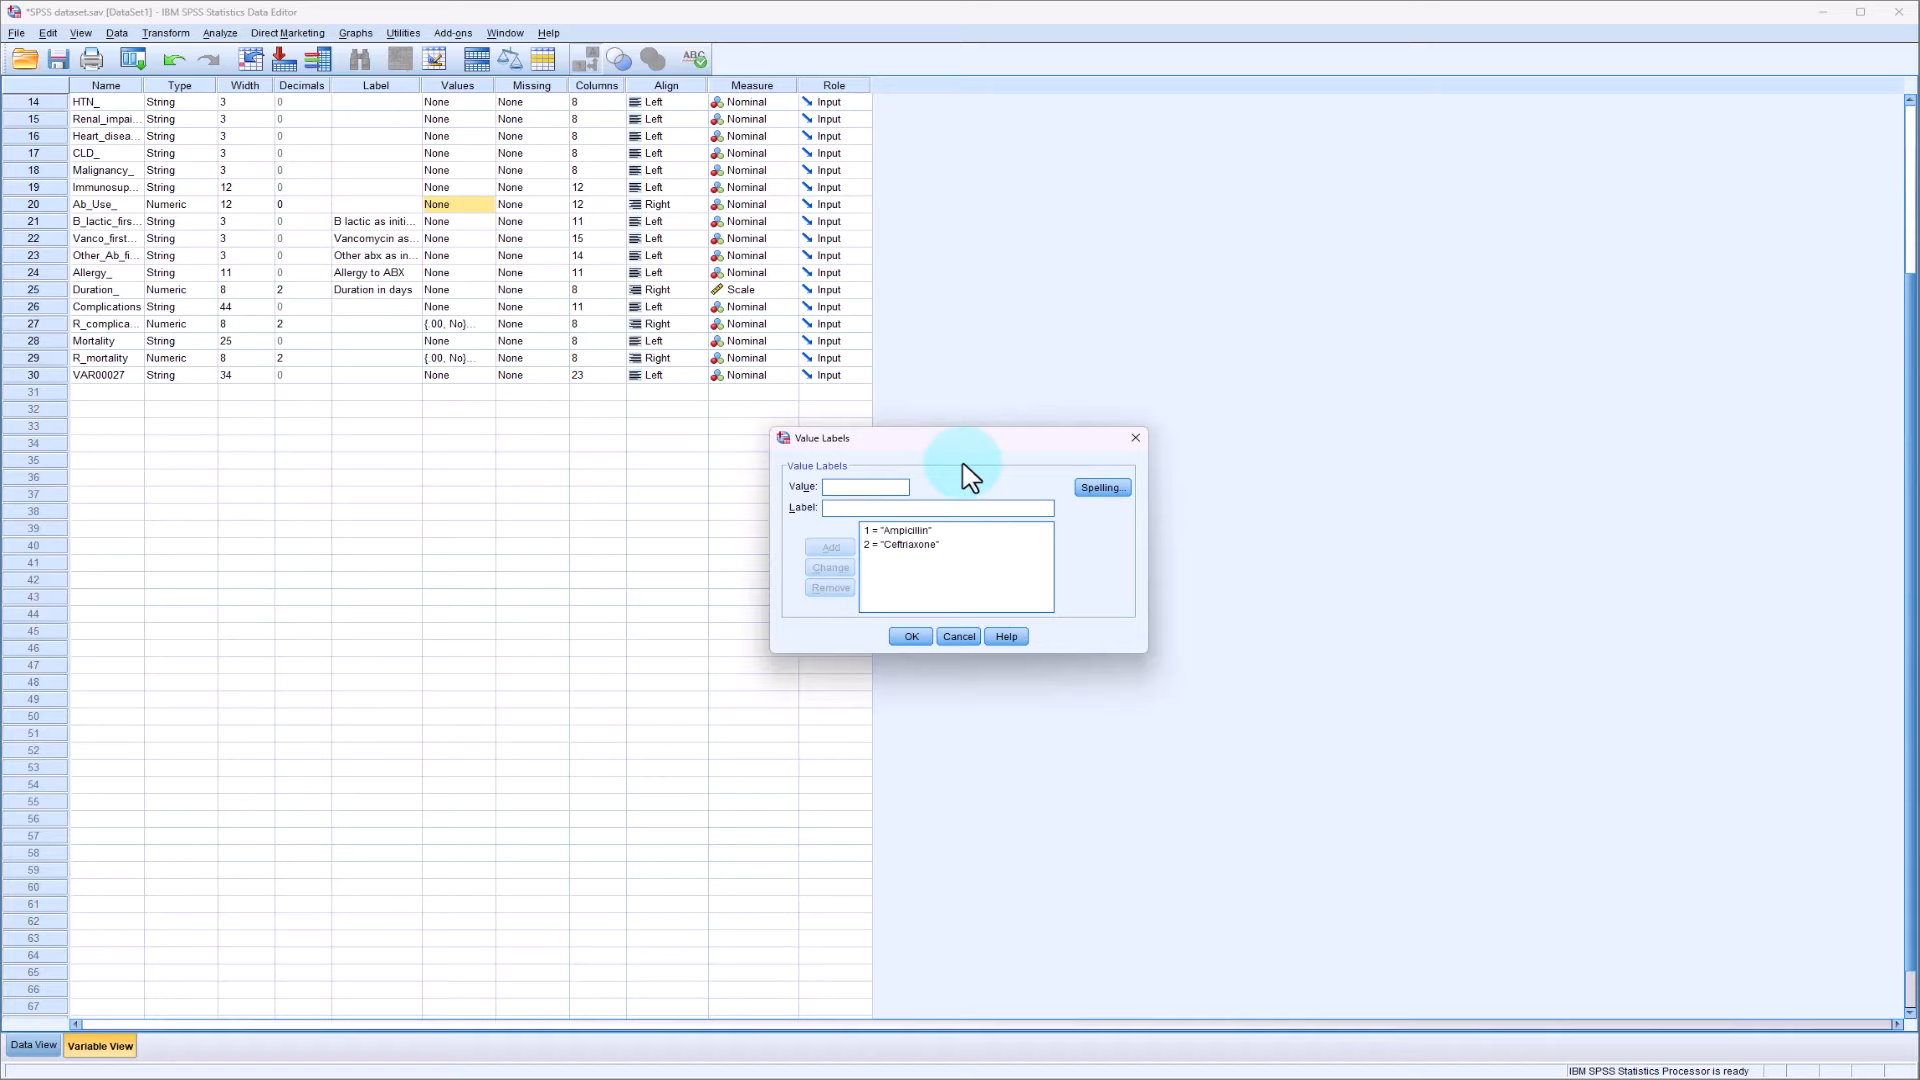 *SPSS dataset.sav [DataSet1] - IBM SPSS Statistics Data Editor
File Edit View Data Transform Analyze Direct Marketing Graphs Utilities Add-ons Window Help
Name Type Width Decimals Label Values Missing Columns Align Measure Role
14 HTN_ String 3 0 None None 8 Left Nominal Input
15 Renal_impai... String 3 0 None None 8 Left Nominal Input
16 Heart_disea... String 3 0 None None 8 Left Nominal Input
17 CLD_ String 3 0 None None 8 Left Nominal Input
18 Malignancy_ String 3 0 None None 8 Left Nominal Input
19 Immunosup... String 12 0 None None 12 Left Nominal Input
20 Ab_Use_ Numeric 12 0 None None 12 Right Nominal Input
21 B_lactic_firs... String 3 0 B lactic as initi... None None 11 Left Nominal Input
22 Vanco_first... String 3 0 Vancomycin as... None None 15 Left Nominal Input
23 Other_Ab_fi... String 3 0 Other abx as in... None None 14 Left Nominal Input
24 Allergy_ String 11 0 Allergy to ABX None None 11 Left Nominal Input
25 Duration_ Numeric 8 2 Duration in days None None 8 Right Scale Input
26 Complications String 44 0 None None 11 Left Nominal Input
27 R_complica... Numeric 8 2 {.00, No}... None 8 Right Nominal Input
28 Mortality String 25 0 None None 8 Left Nominal Input
29 R_mortality Numeric 8 2 {.00, No}... None 8 Right Nominal Input
30 VAR00027 String 34 0 None None 23 Left Nominal Input
31
32
33
34
35
36
37
38
39
40
41
42
43
44
45
46
47
48
49
50
51
52
53
54
55
56
57
58
59
60
61
62
63
64
65
66
67
Value Labels
Value Labels
Value: Spelling...
Label:
1 = "Ampicillin"
2 = "Ceftriaxone"
Add
Change
Remove
OK Cancel Help
Data View Variable View
IBM SPSS Statistics Processor is ready